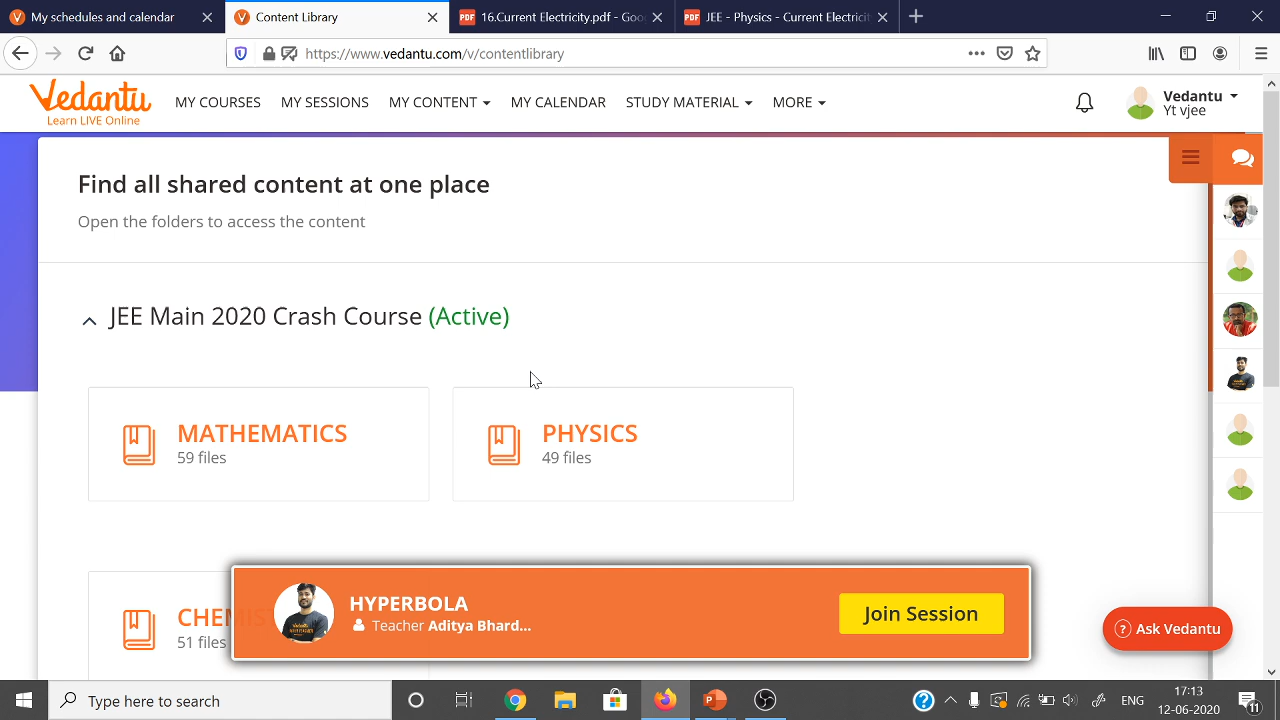 My schedules and calendar
Content Library
16.Current Electricity.pdf - Goo
JEE - Physics - Current Electricit
https://www.vedantu.com/v/contentlibrary
Vedantu
Learn LIVE Online
MY COURSES
MY SESSIONS
MY CONTENT
MY CALENDAR
STUDY MATERIAL
MORE
Vedantu
Yt vjee
Find all shared content at one place
Open the folders to access the content
JEE Main 2020 Crash Course (Active)
MATHEMATICS
59 files
PHYSICS
49 files
CHEMIST
51 files
HYPERBOLA
Teacher Aditya Bhard...
Join Session
? Ask Vedantu
Type here to search
ENG
17:13
12-06-2020
11